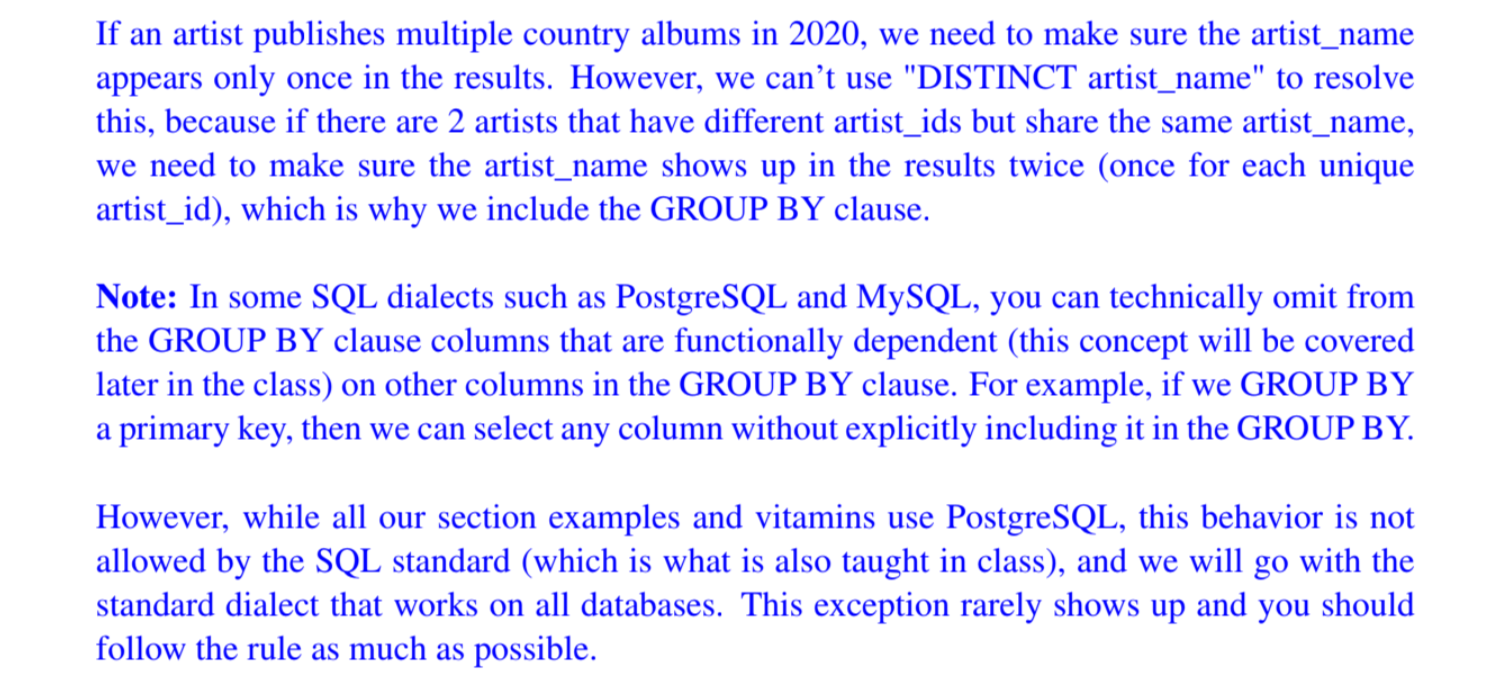 If an artist publishes multiple country albums in 2020, we need to make sure the artist_name
appears only once in the results. However, we can’t use "DISTINCT artist_name" to resolve
this, because if there are 2 artists that have different artist_ids but share the same artist_name,
we need to make sure the artist_name shows up in the results twice (once for each unique
artist_id), which is why we include the GROUP BY clause.
Note: In some SQL dialects such as PostgreSQL and MySQL, you can technically omit from
the GROUP BY clause columns that are functionally dependent (this concept will be covered
later in the class) on other columns in the GROUP BY clause. For example, if we GROUP BY
a primary key, then we can select any column without explicitly including it in the GROUP BY.
However, while all our section examples and vitamins use PostgreSQL, this behavior is not
allowed by the SQL standard (which is what is also taught in class), and we will go with the
standard dialect that works on all databases. This exception rarely shows up and you should
follow the rule as much as possible.